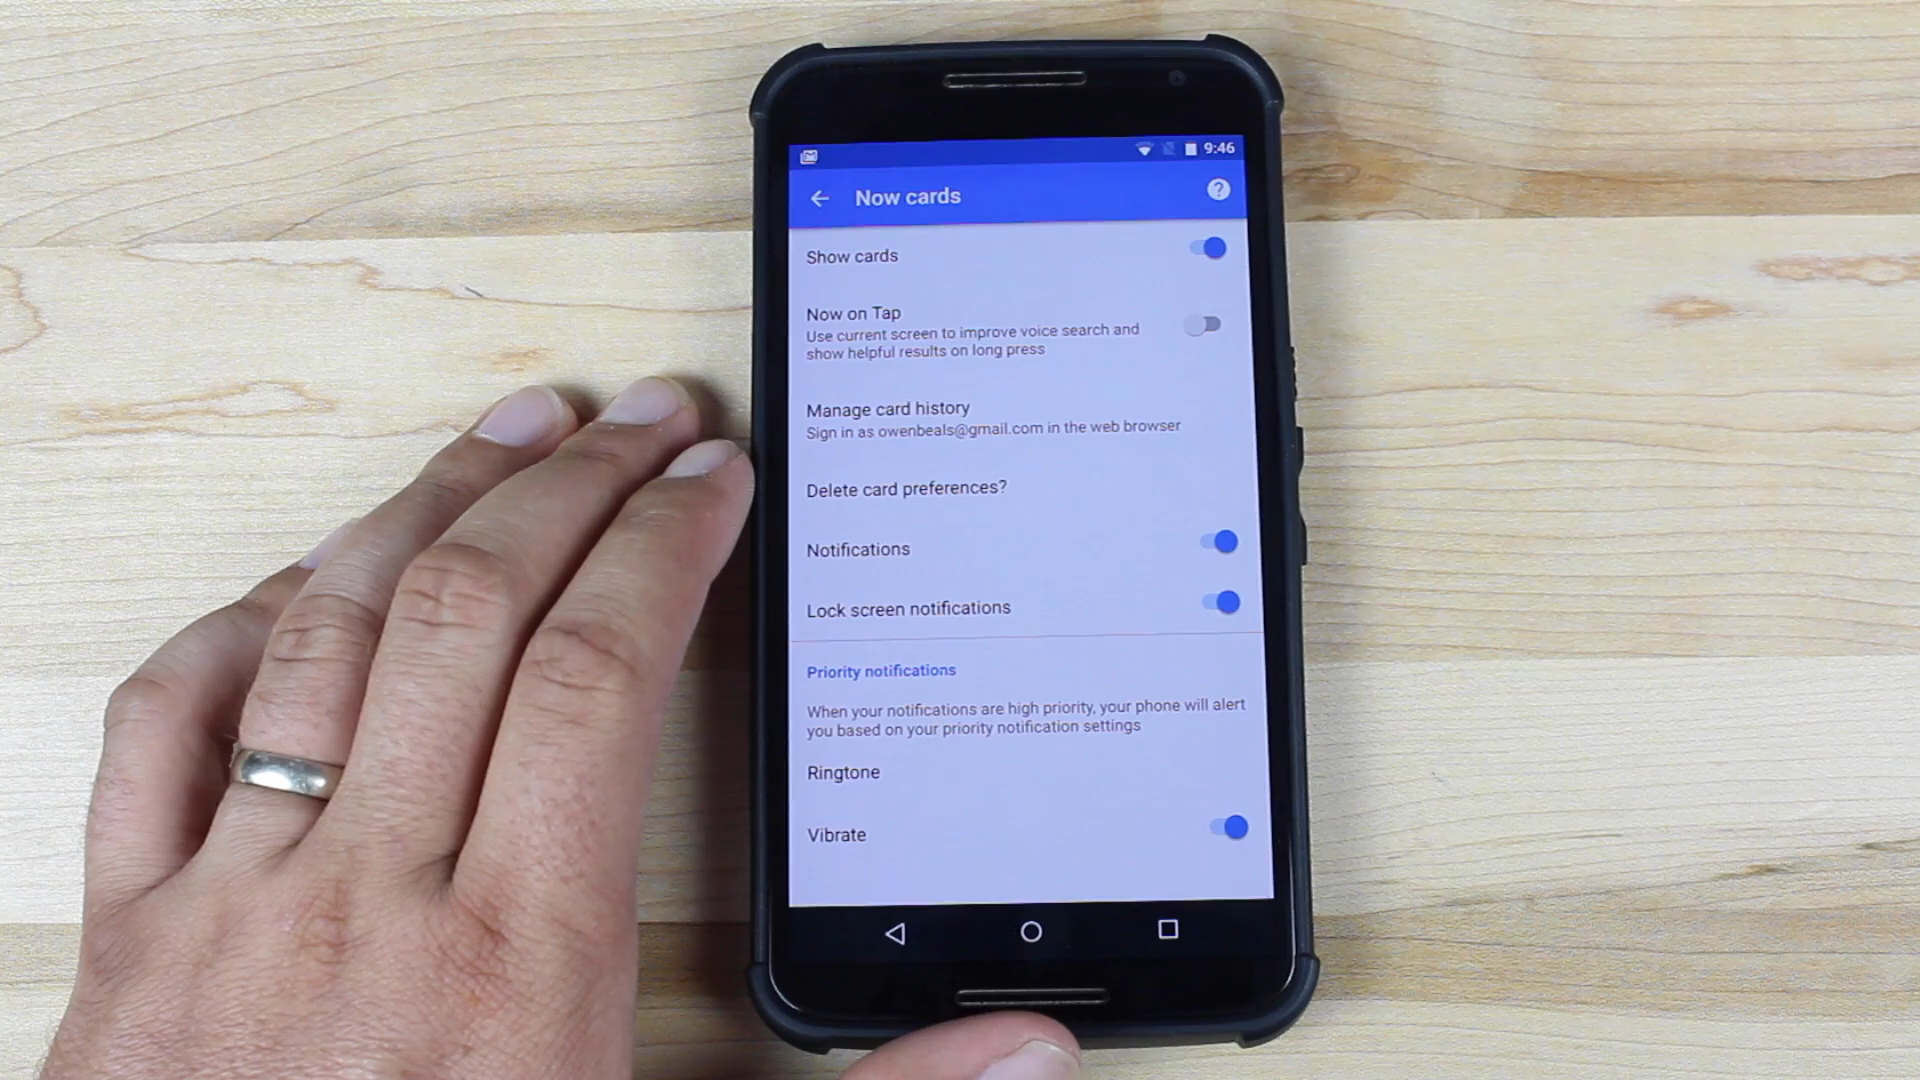 9:46
Now cards
Show cards
Now on Tap
Use current screen to improve voice search and
show helpful results on long press
Manage card history
Sign in as owenbeals@gmail.com in the web browser
Delete card preferences?
Notifications
Lock screen notifications
Priority notifications
When your notifications are high priority, your phone will alert
you based on your priority notification settings
Ringtone
Vibrate